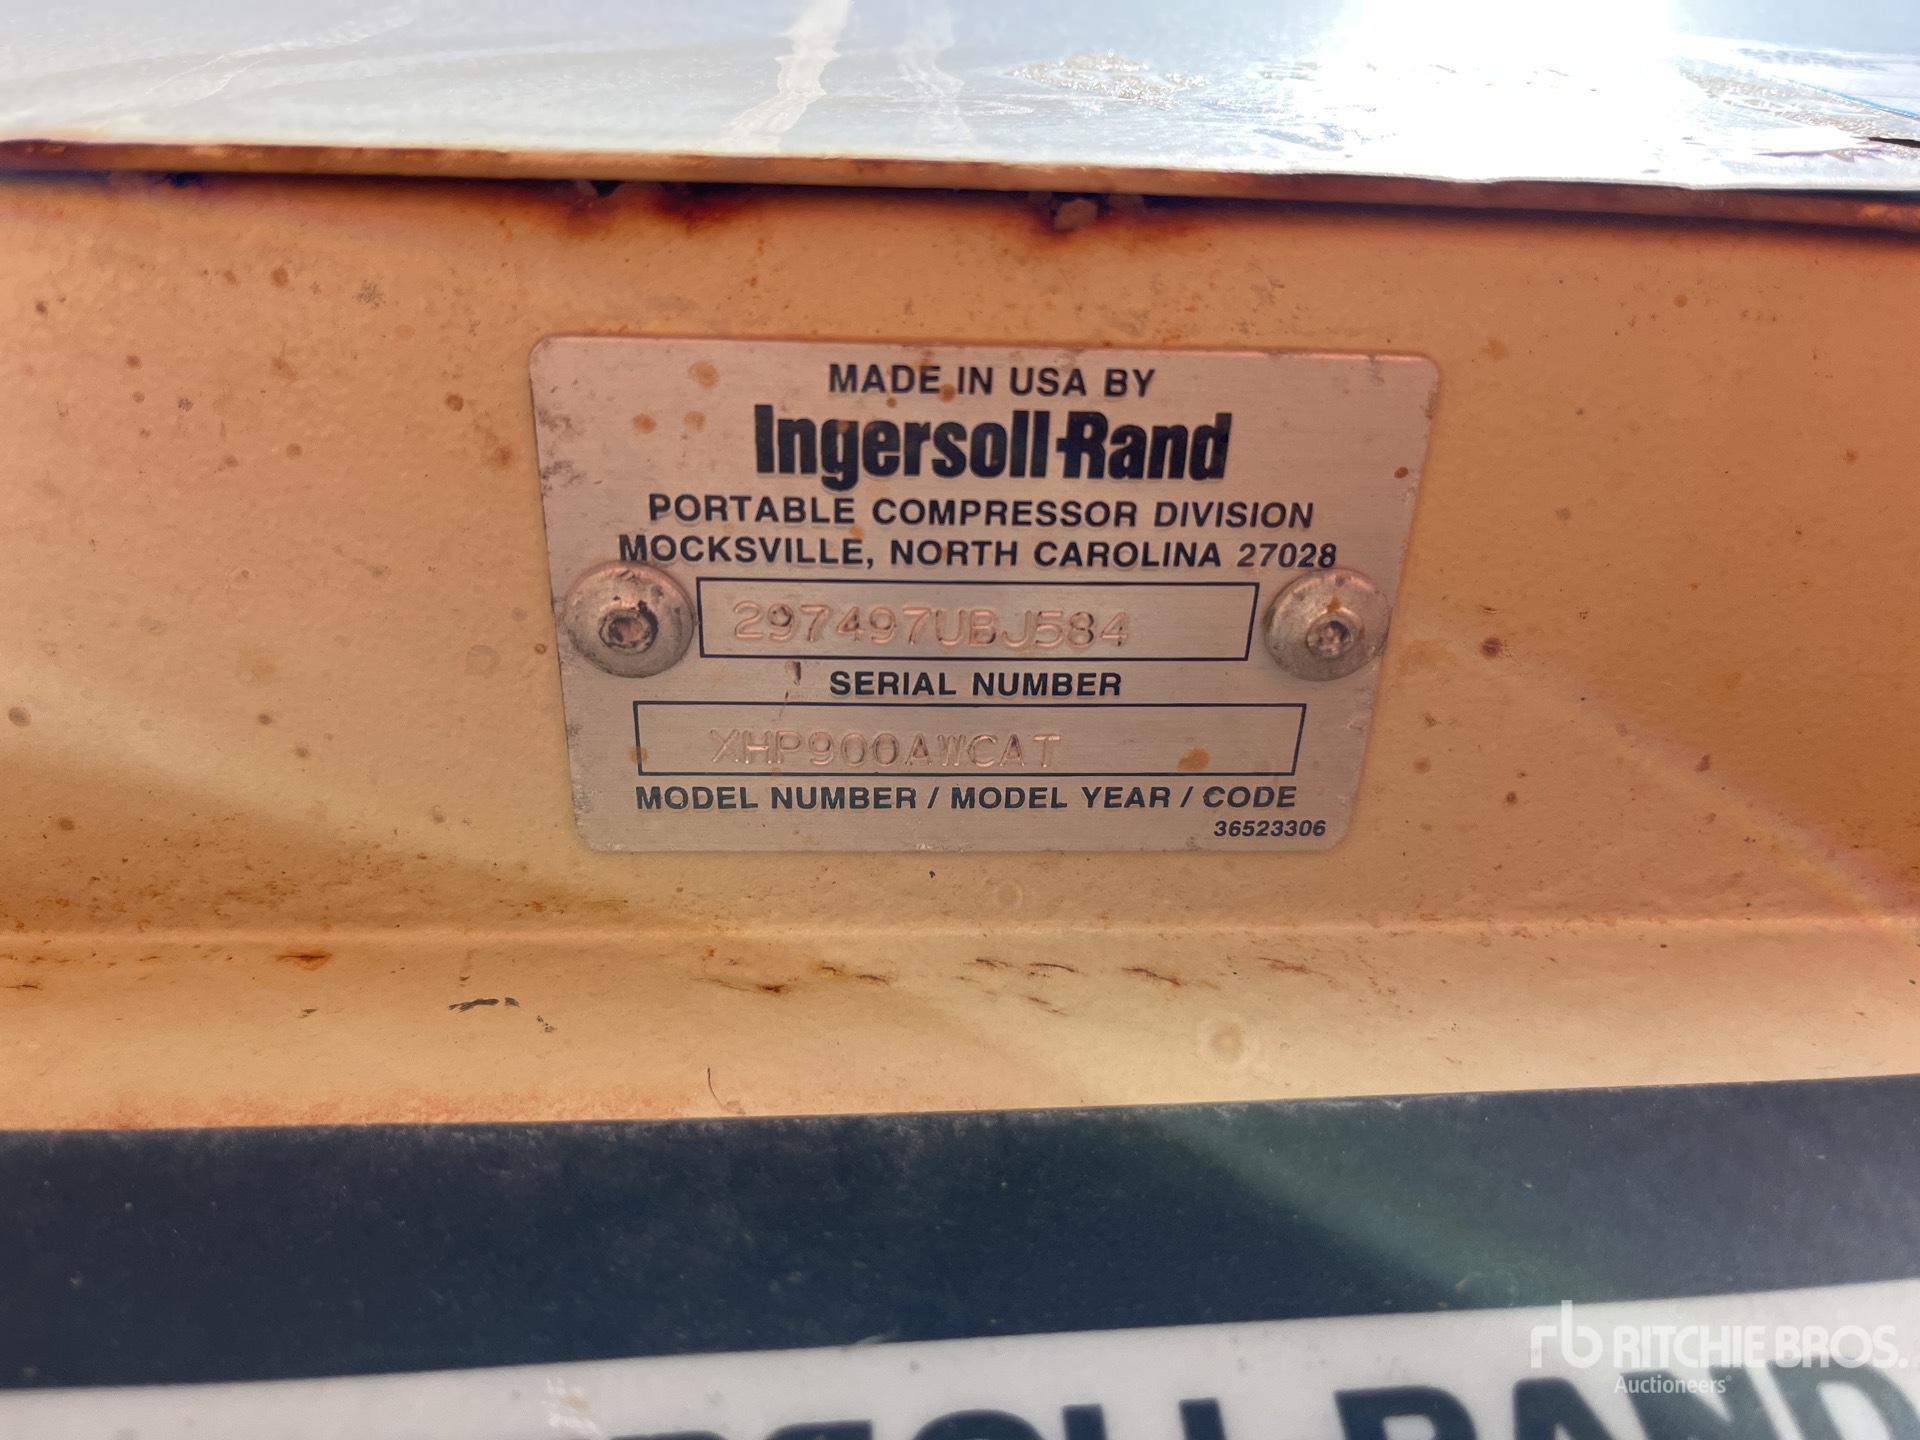 MADE IN USA BY
Ingersoll-Rand
PORTABLE COMPRESSOR DIVISION
MOCKSVILLE, NORTH CAROLINA 27028
297497UBJ584
SERIAL NUMBER
XHP900AWCAT
MODEL NUMBER / MODEL YEAR / CODE
36523306
rb RITCHIE BROS.
Auctioneers